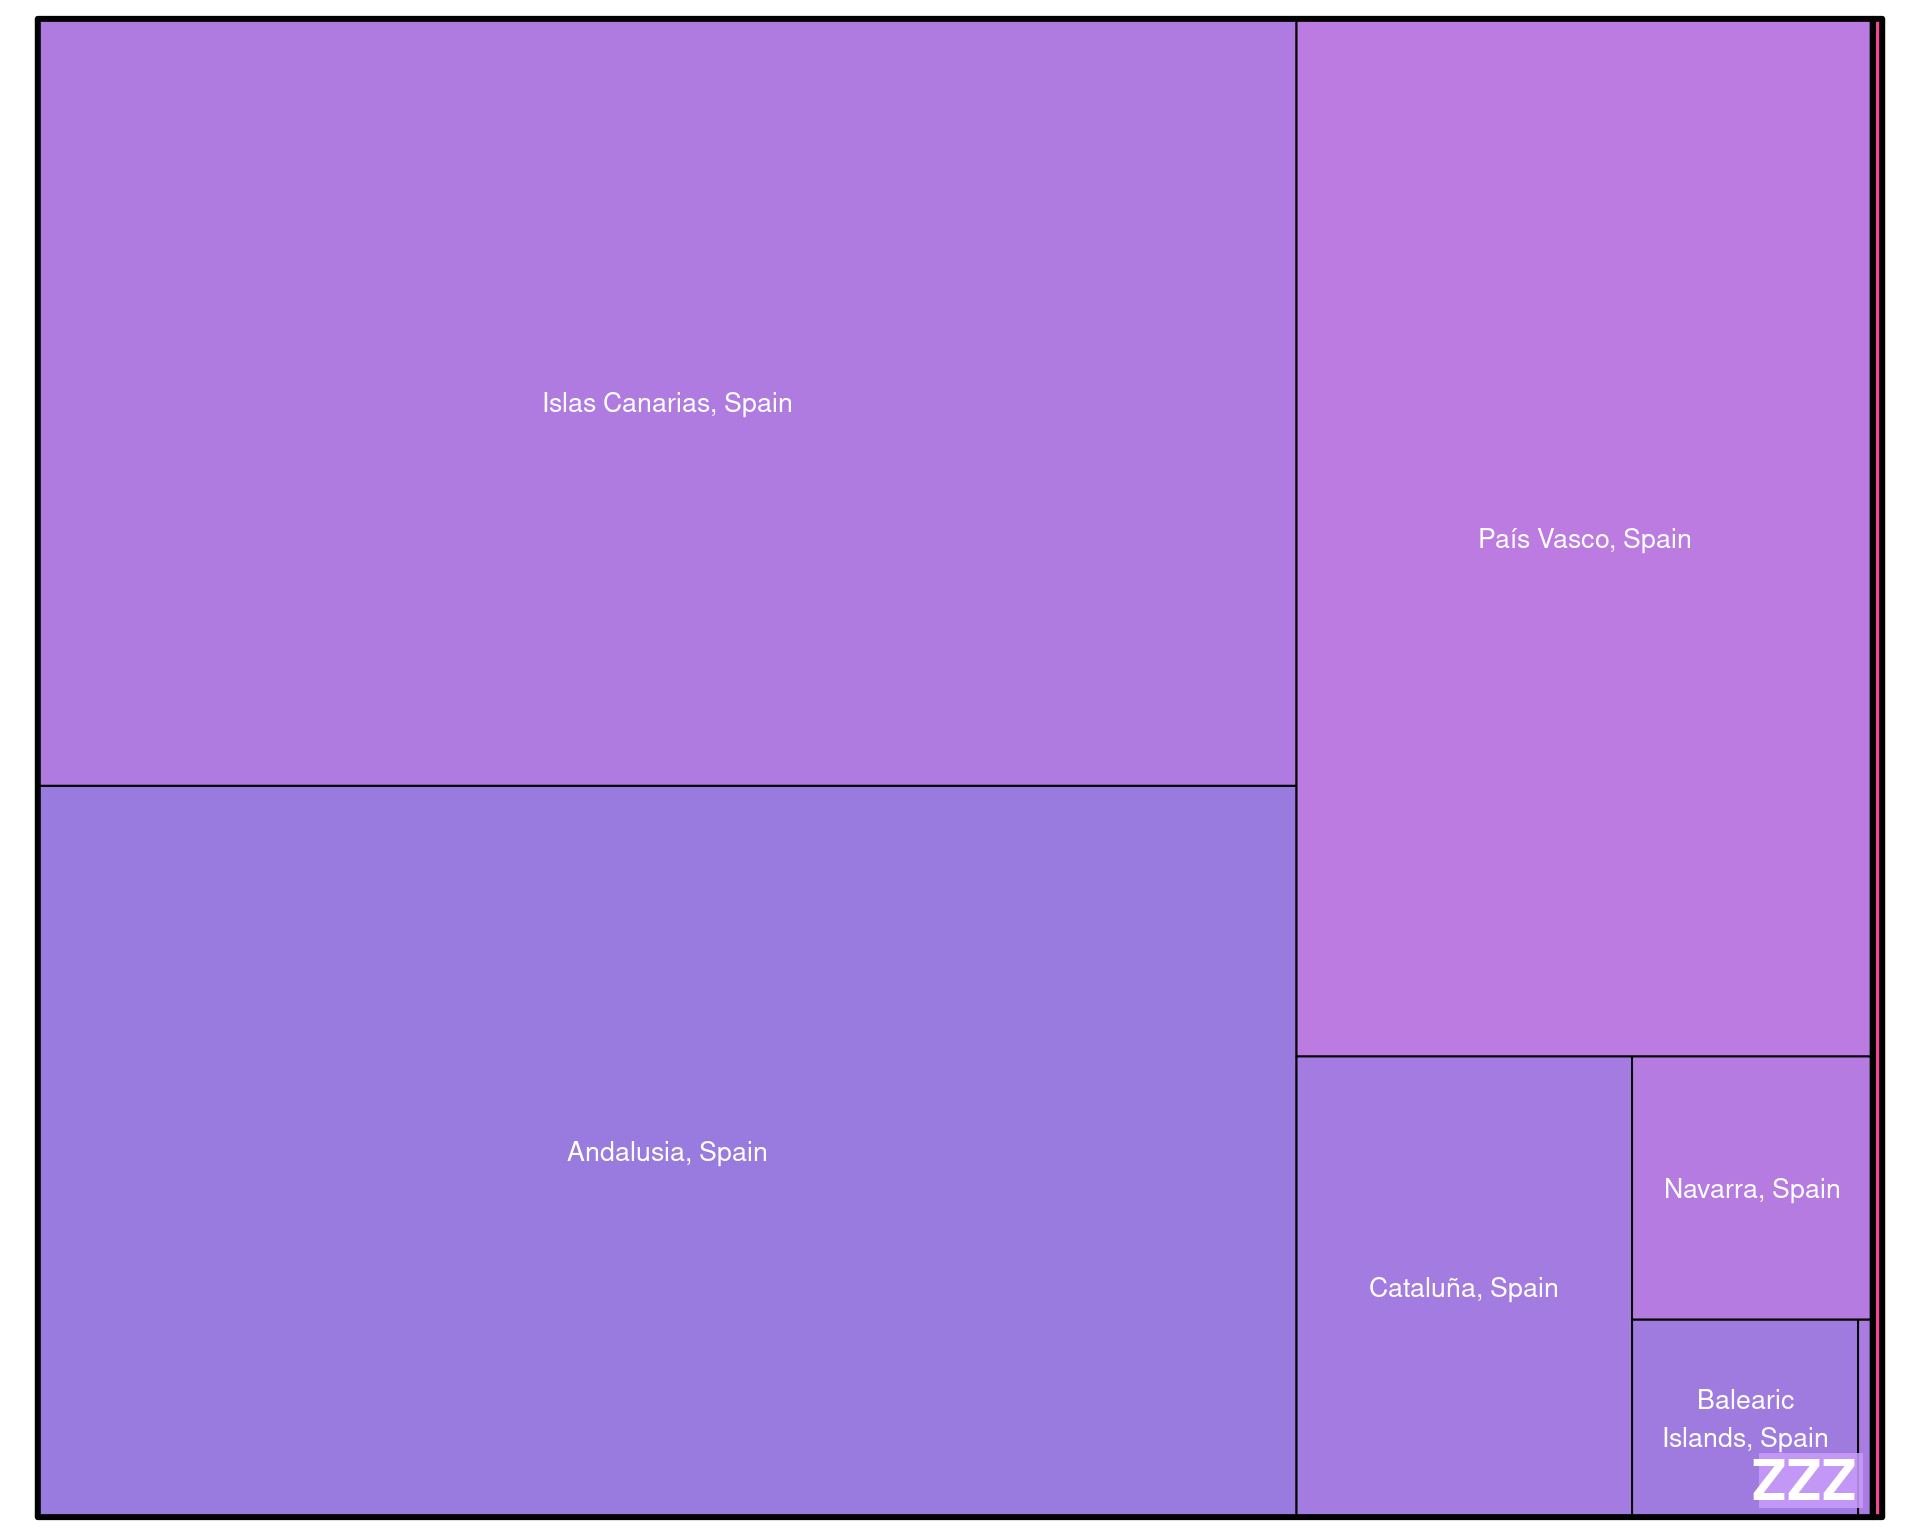 Islas Canarias, Spain
País Vasco, Spain
Andalusia, Spain
Navarra, Spain
Cataluña, Spain
Balearic
Islands, Spain
ZZZ